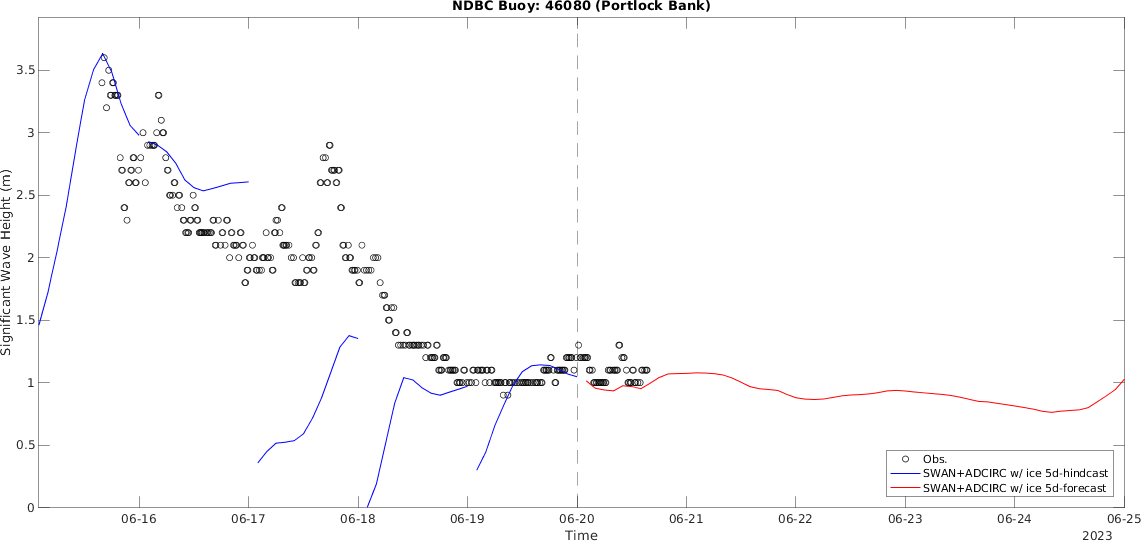 NDBC Buoy: 46080 (Portlock Bank)
Significant Wave Height (m)
3.5
3
2.5
2
1.5
1
0.5
0
06-16 06-17 06-18 06-19 06-20 06-21 06-22 06-23 06-24 06-25
Time
2023
Obs.
SWAN+ADCIRC w/ ice 5d-hindcast
SWAN+ADCIRC w/ ice 5d-forecast